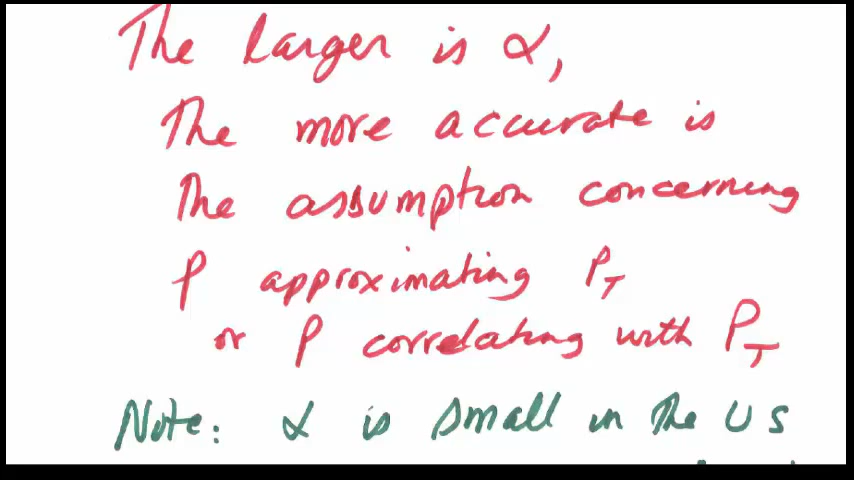 The larger is α,
The more accurate is
The assumption concerning
P approximating P_T
or P correlating with P_T
Note: α is small in the US